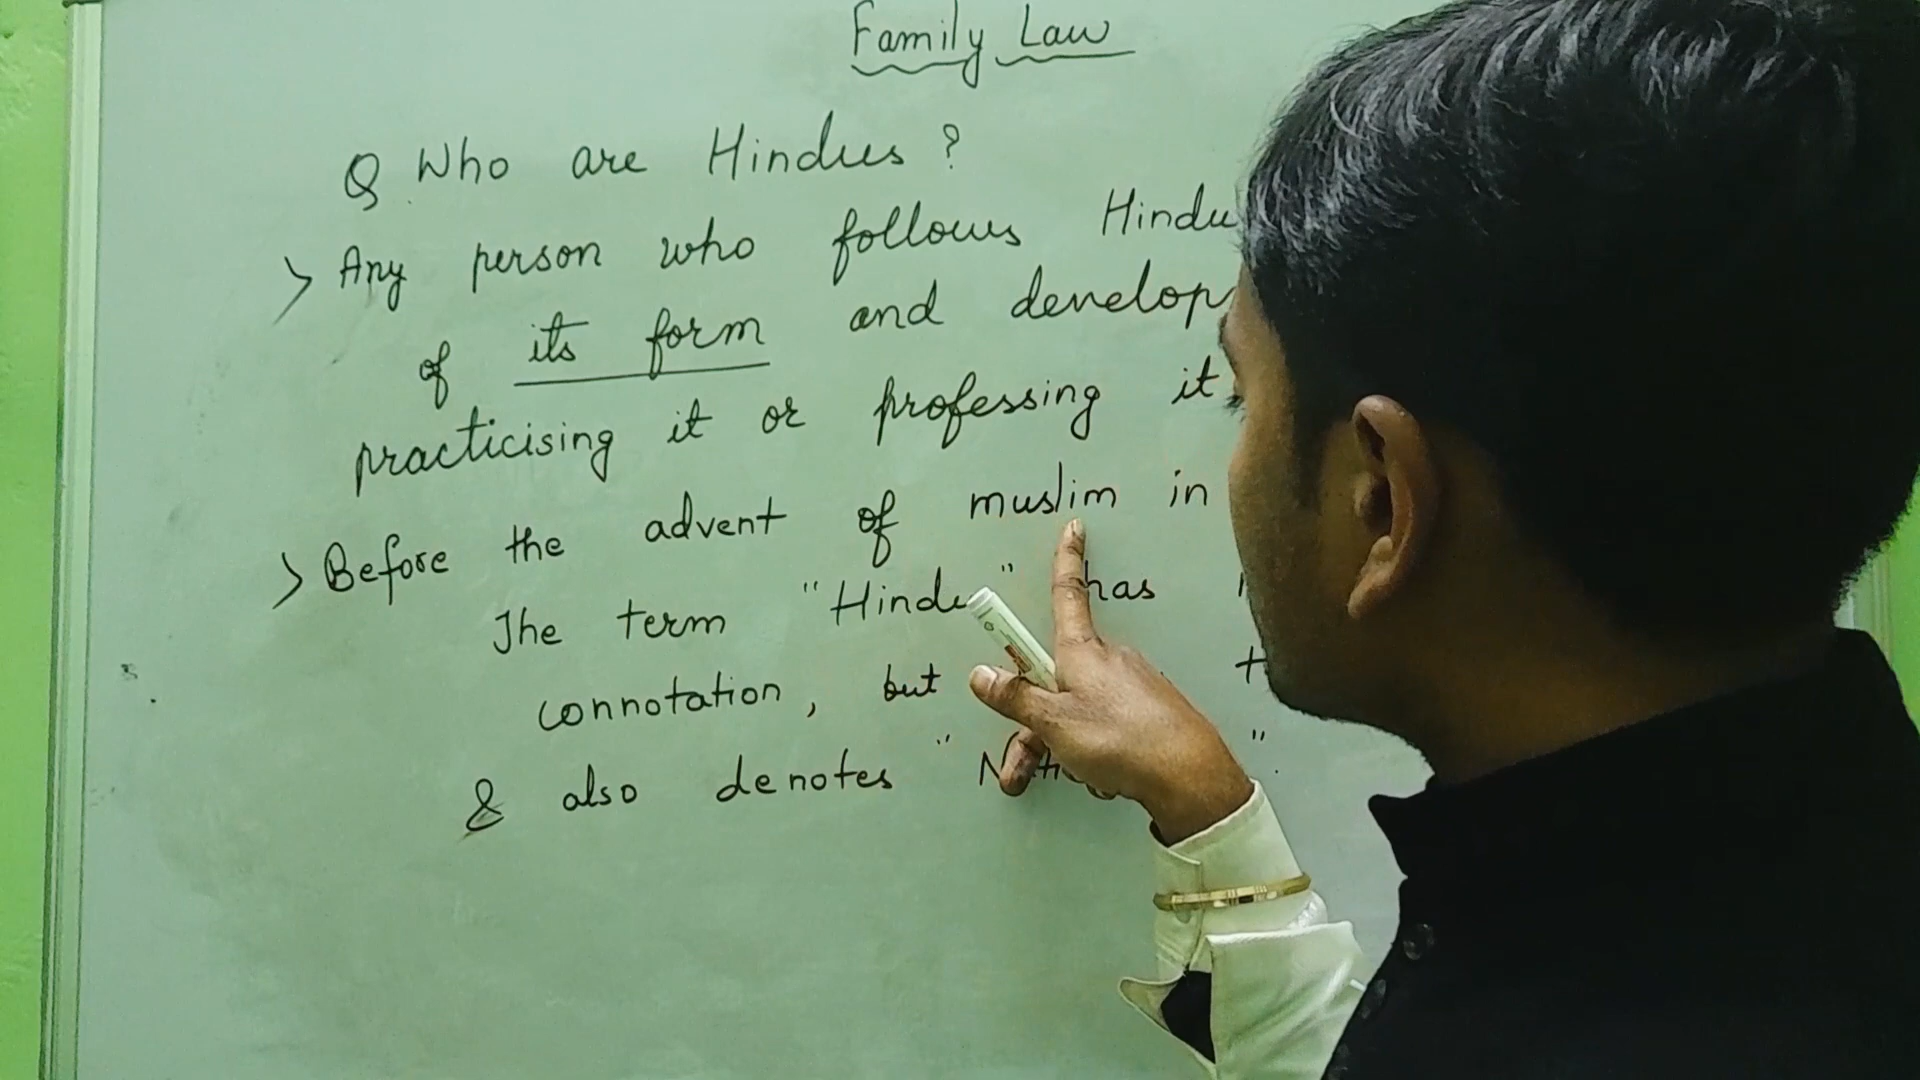 Family Law
Q Who are Hindus ?
> Any person who follows Hindu
of its form and develop
practicising it or professing it
> Before the advent of muslim in
The term "Hindu" has
connotation, but
& also denotes " "